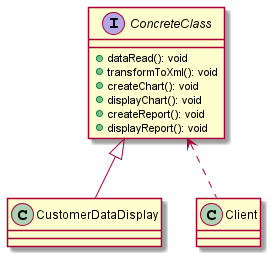 I ConcreteClass
dataRead(): void
transformToXml(): void
createChart(): void
displayChart(): void
createReport(): void
displayReport(): void
C CustomerDataDisplay
C Client